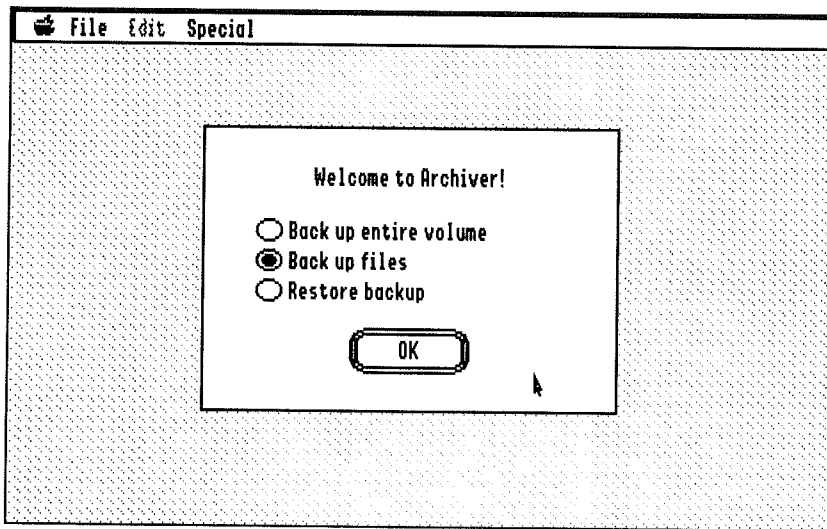 File Edit Special
Welcome to Archiver!
Back up entire volume
Back up files
Restore backup
OK